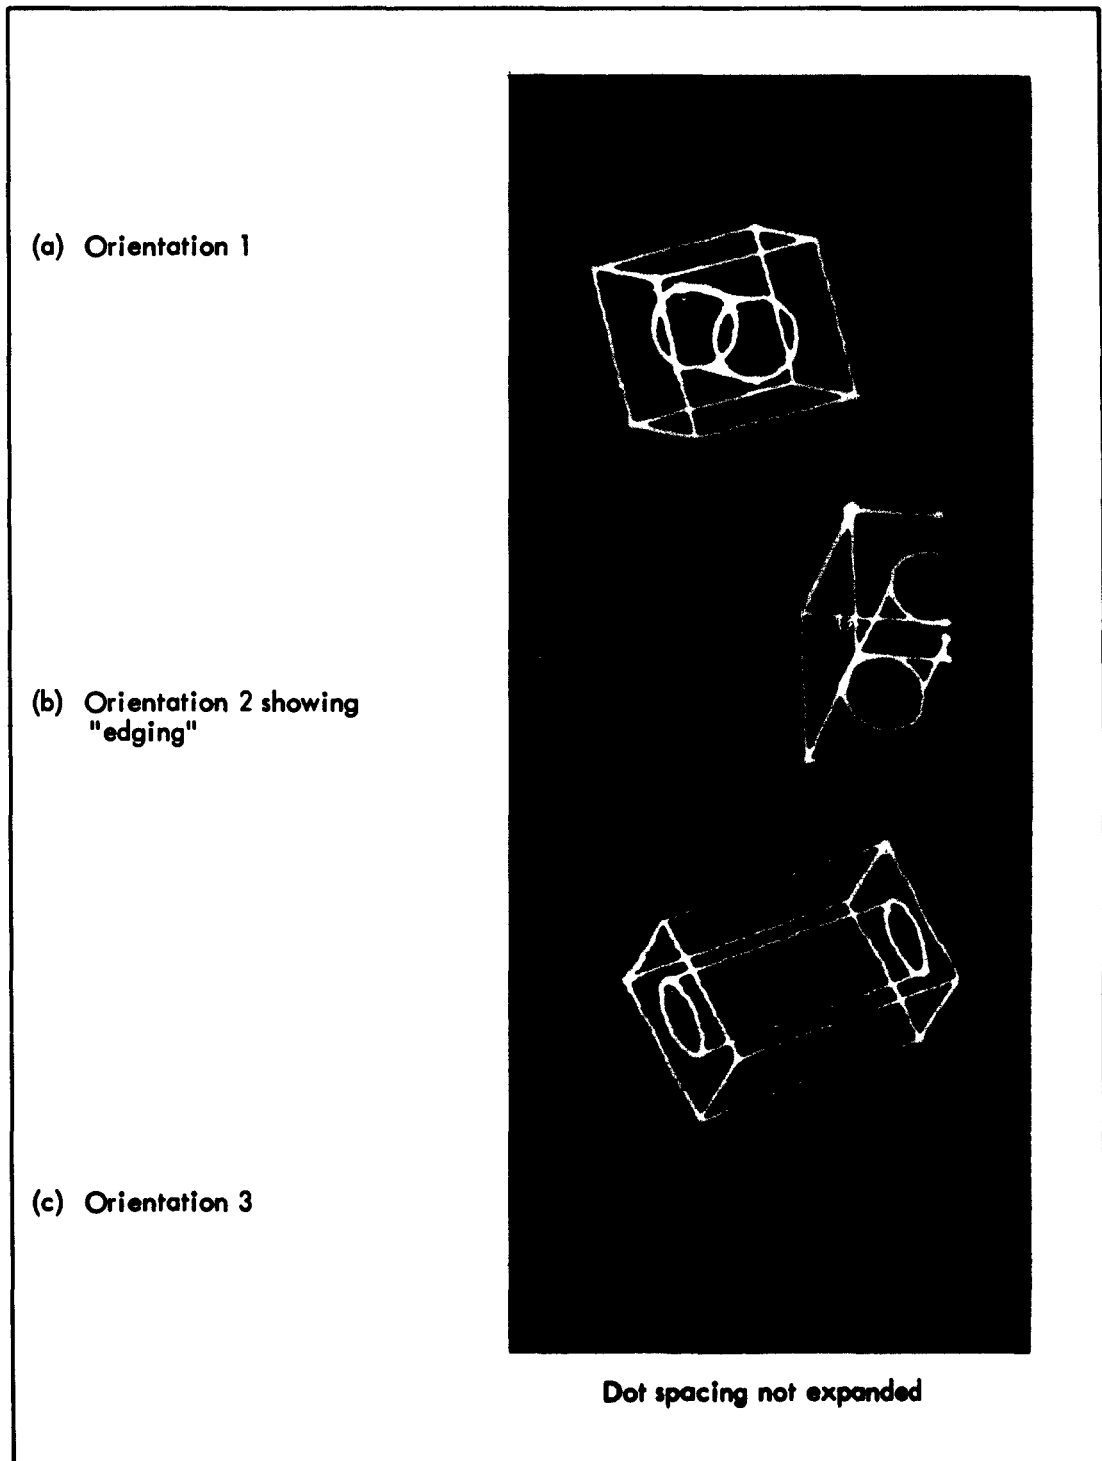 (a) Orientation 1
(b) Orientation 2 showing
"edging"
(c) Orientation 3
Dot spacing not expanded